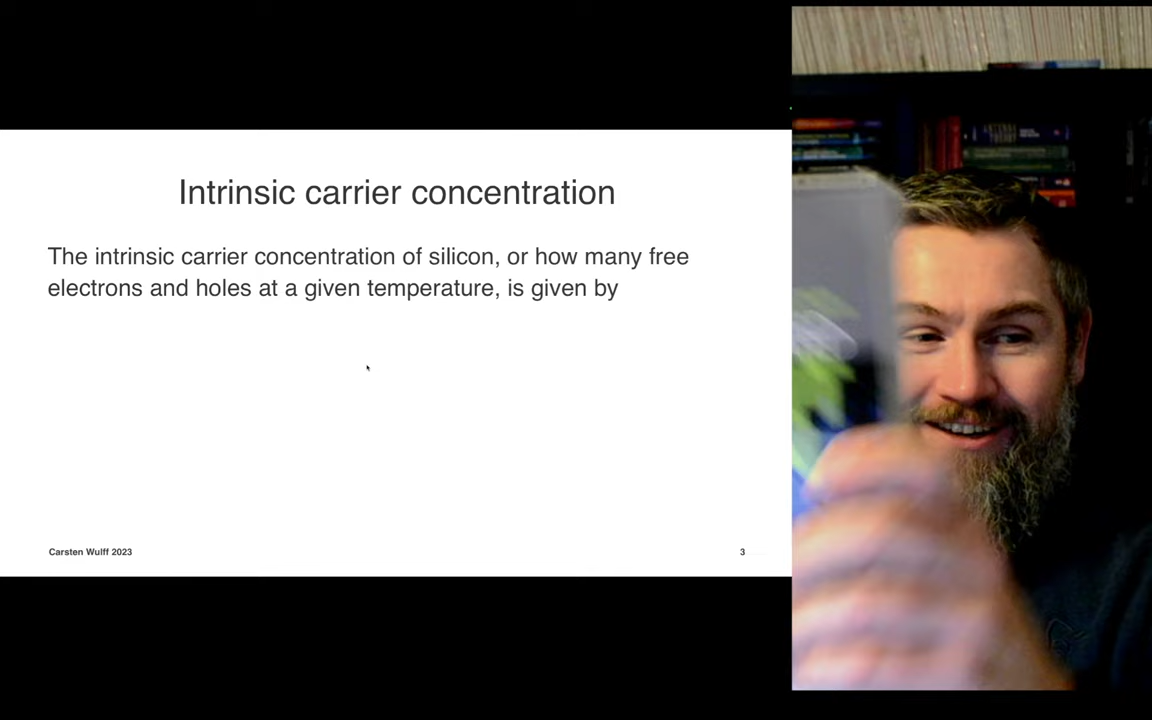 Intrinsic carrier concentration
The intrinsic carrier concentration of silicon, or how many free
electrons and holes at a given temperature, is given by
Carsten Wulff 2023
3